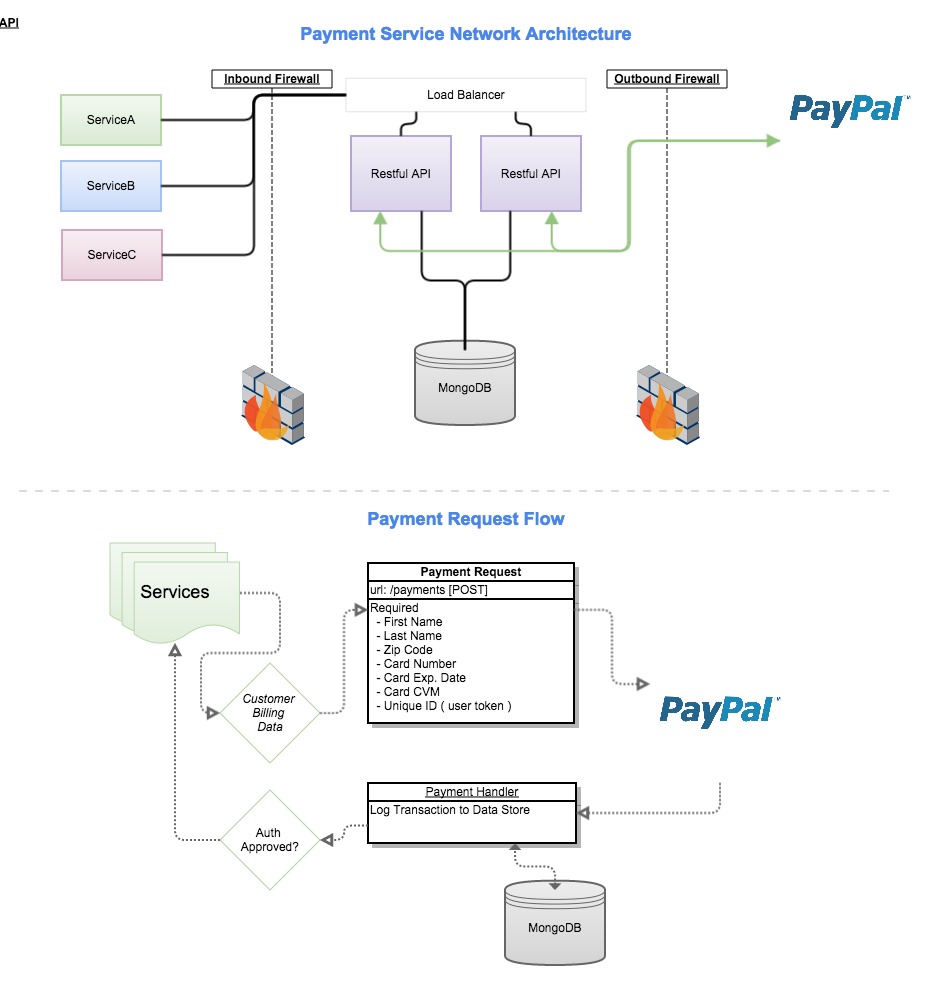 API
Payment Service Network Architecture
Inbound Firewall
Outbound Firewall
Load Balancer
PayPal™
ServiceA
ServiceB
ServiceC
Restful API
Restful API
MongoDB
Payment Request Flow
Services
Payment Request
url: /payments [POST]
Required
- First Name
- Last Name
- Zip Code
- Card Number
- Card Exp. Date
- Card CVM
- Unique ID ( user token )
Customer
Billing
Data
PayPal™
Payment Handler
Log Transaction to Data Store
Auth
Approved?
MongoDB